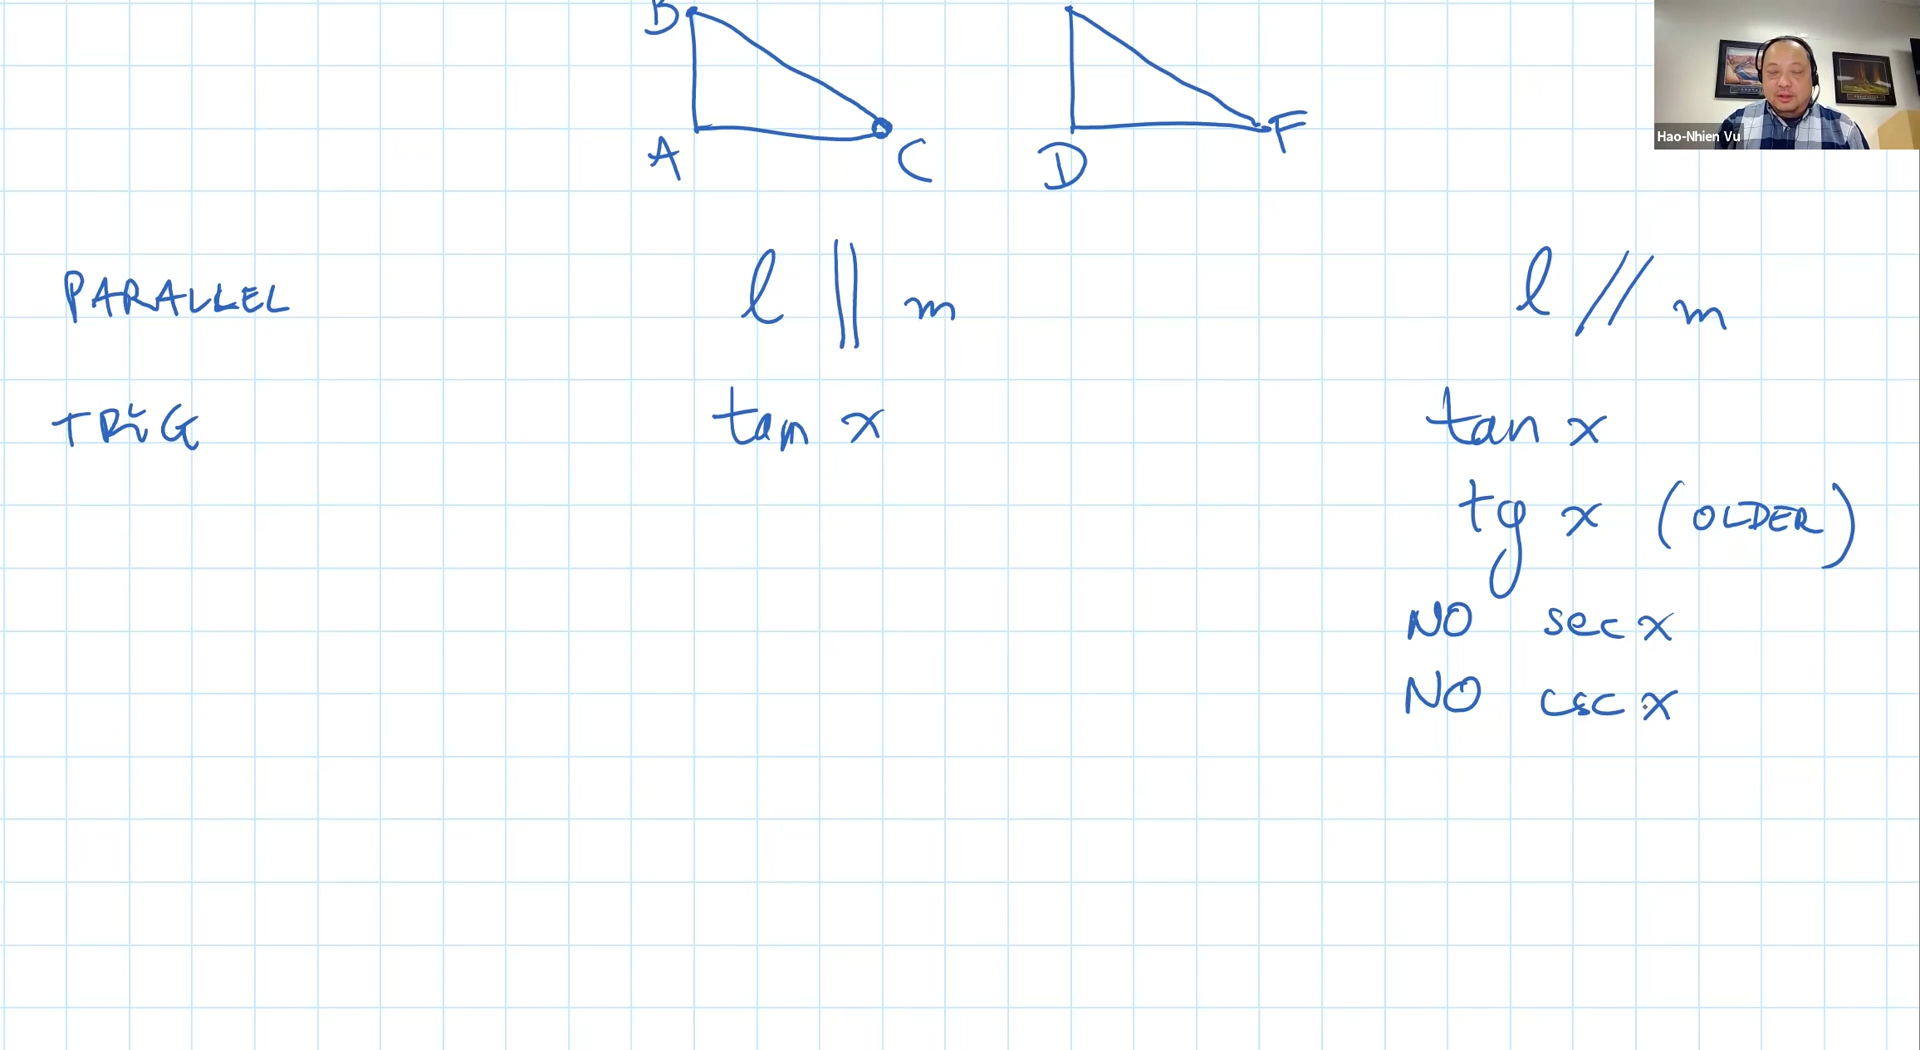 B
A C D F
Hao-Nhien Vu
PARALLEL l || m l // m
TRIG tan x tan x
tg x (OLDER)
NO sec x
NO csc x